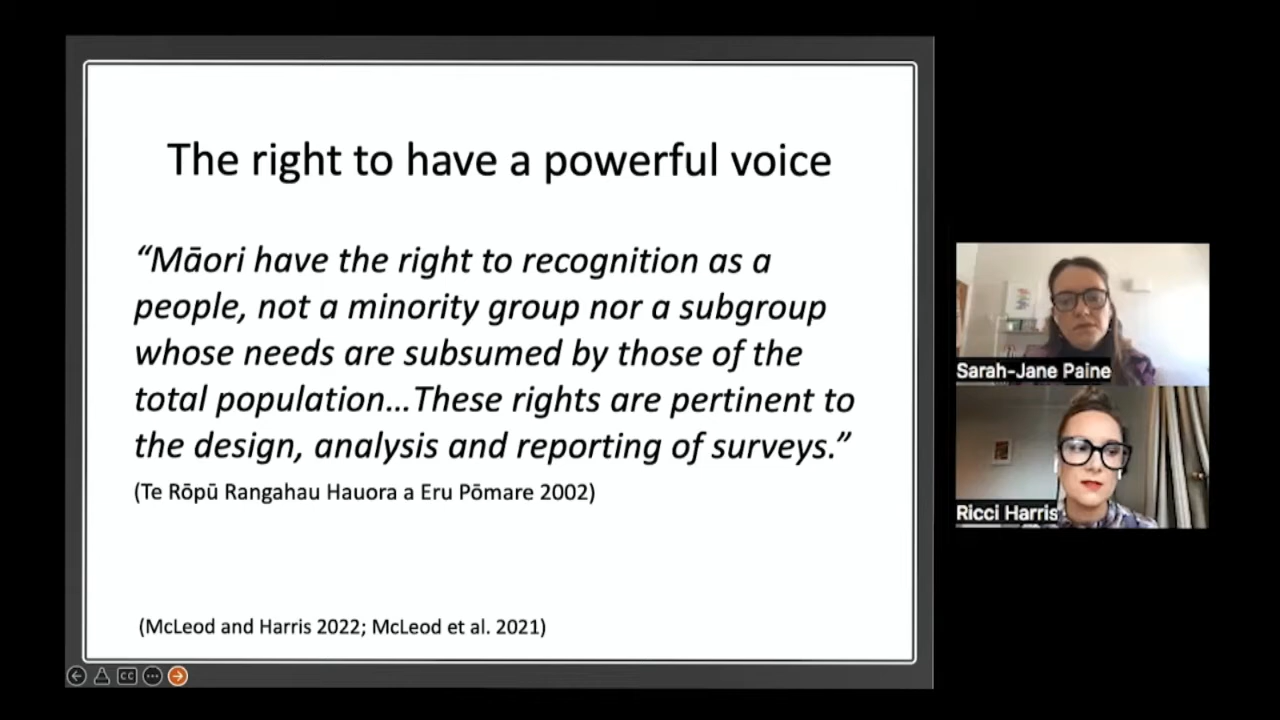 The right to have a powerful voice
“Māori have the right to recognition as a
people, not a minority group nor a subgroup
whose needs are subsumed by those of the
total population…These rights are pertinent to
the design, analysis and reporting of surveys.”
(Te Rōpū Rangahau Hauora a Eru Pōmare 2002)
(McLeod and Harris 2022; McLeod et al. 2021)
CC
Sarah-Jane Paine
Ricci Harris